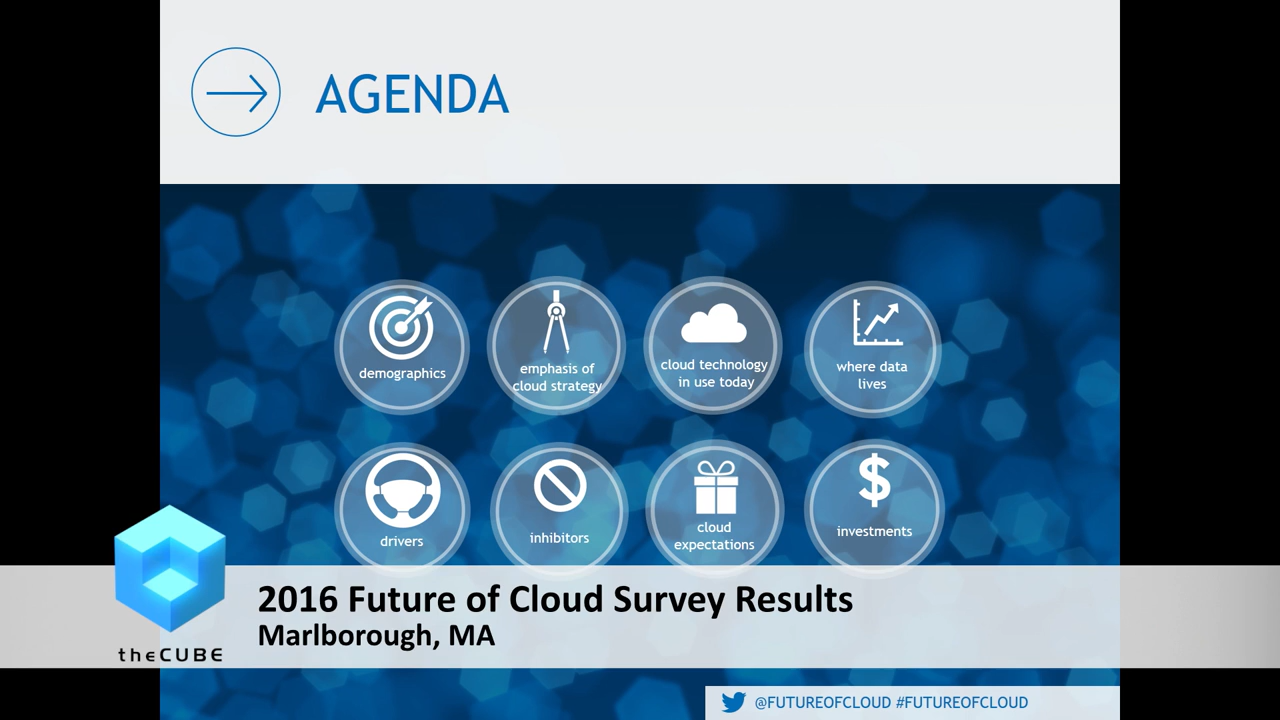 AGENDA
demographics
emphasis of
cloud strategy
cloud technology
in use today
where data
lives
drivers
inhibitors
cloud
expectations
investments
2016 Future of Cloud Survey Results
Marlborough, MA
theCUBE
@FUTUREOFCLOUD #FUTUREOFCLOUD